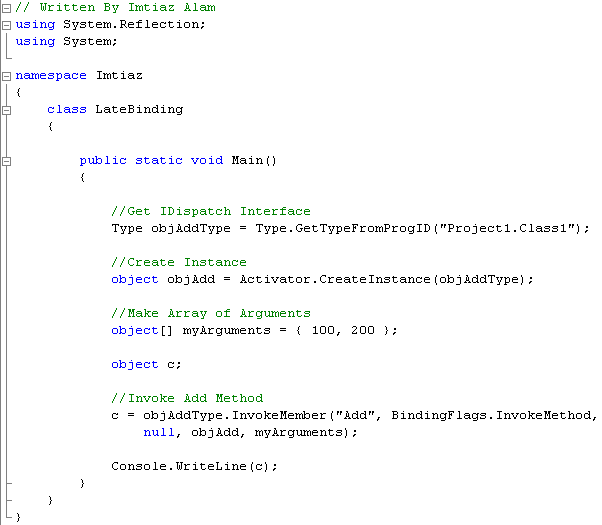 // Written By Imtiaz Alam
using System.Reflection;
using System;
namespace Imtiaz
{
class LateBinding
{
public static void Main()
{
//Get IDispatch Interface
Type objAddType = Type.GetTypeFromProgID("Project1.Class1");
//Create Instance
object objAdd = Activator.CreateInstance(objAddType);
//Make Array of Arguments
object[] myArguments = { 100, 200 };
object c;
//Invoke Add Method
c = objAddType.InvokeMember("Add", BindingFlags.InvokeMethod,
null, objAdd, myArguments);
Console.WriteLine(c);
}
}
}